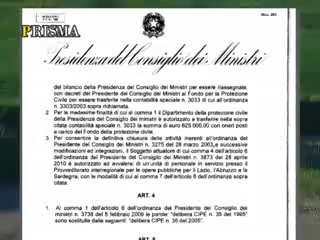 Mod. 251
PRISMA
Presidenza del Consiglio dei Ministri
del bilancio della Presidenza del Consiglio dei Ministri per essere riassegnate,
con decreti del Presidente del Consiglio dei Ministri al Fondo per la Protezione
Civile per essere trasferite nella contabilità speciale n. 3033 di cui all'ordinanza
n. 3303/2003 sopra richiamata.
2. Per le medesime finalità di cui al comma 1 il Dipartimento della protezione civile
della Presidenza del Consiglio dei Ministri è autorizzato a trasferire nella sopra
citata contabilità speciale n. 3033 la somma di euro 625.000,00 con oneri posti
a carico del Fondo della protezione civile.
3. Per consentire la definitiva chiusura delle attività inerenti all'ordinanza del
Presidente del Consiglio dei Ministri n. 3275 del 28 marzo 2003, e successive
modificazioni ed integrazioni, il Soggetto attuatore di cui comma 4 dell'articolo 6
dell'ordinanza del Presidente del Consiglio dei Ministri n. 3873 del 28 aprile
2010 è autorizzato ad avvalersi di un'unità di personale in servizio presso il
Provveditorato interregionale per le opere pubbliche per il Lazio, l'Abruzzo e la
Sardegna, con le modalità di cui al comma 7 dell'articolo 6 dell'ordinanza sopra
citata.
ART. 4
1. Al comma 1 dell'articolo 6 dell'ordinanza del Presidente del Consiglio dei
ministri n. 3738 del 5 febbraio 2009 le parole: "delibera CIPE n. 35 del 1995"
sono sostituite dalle seguenti: "delibera CIPE n. 35 del 2005".
ART. 5